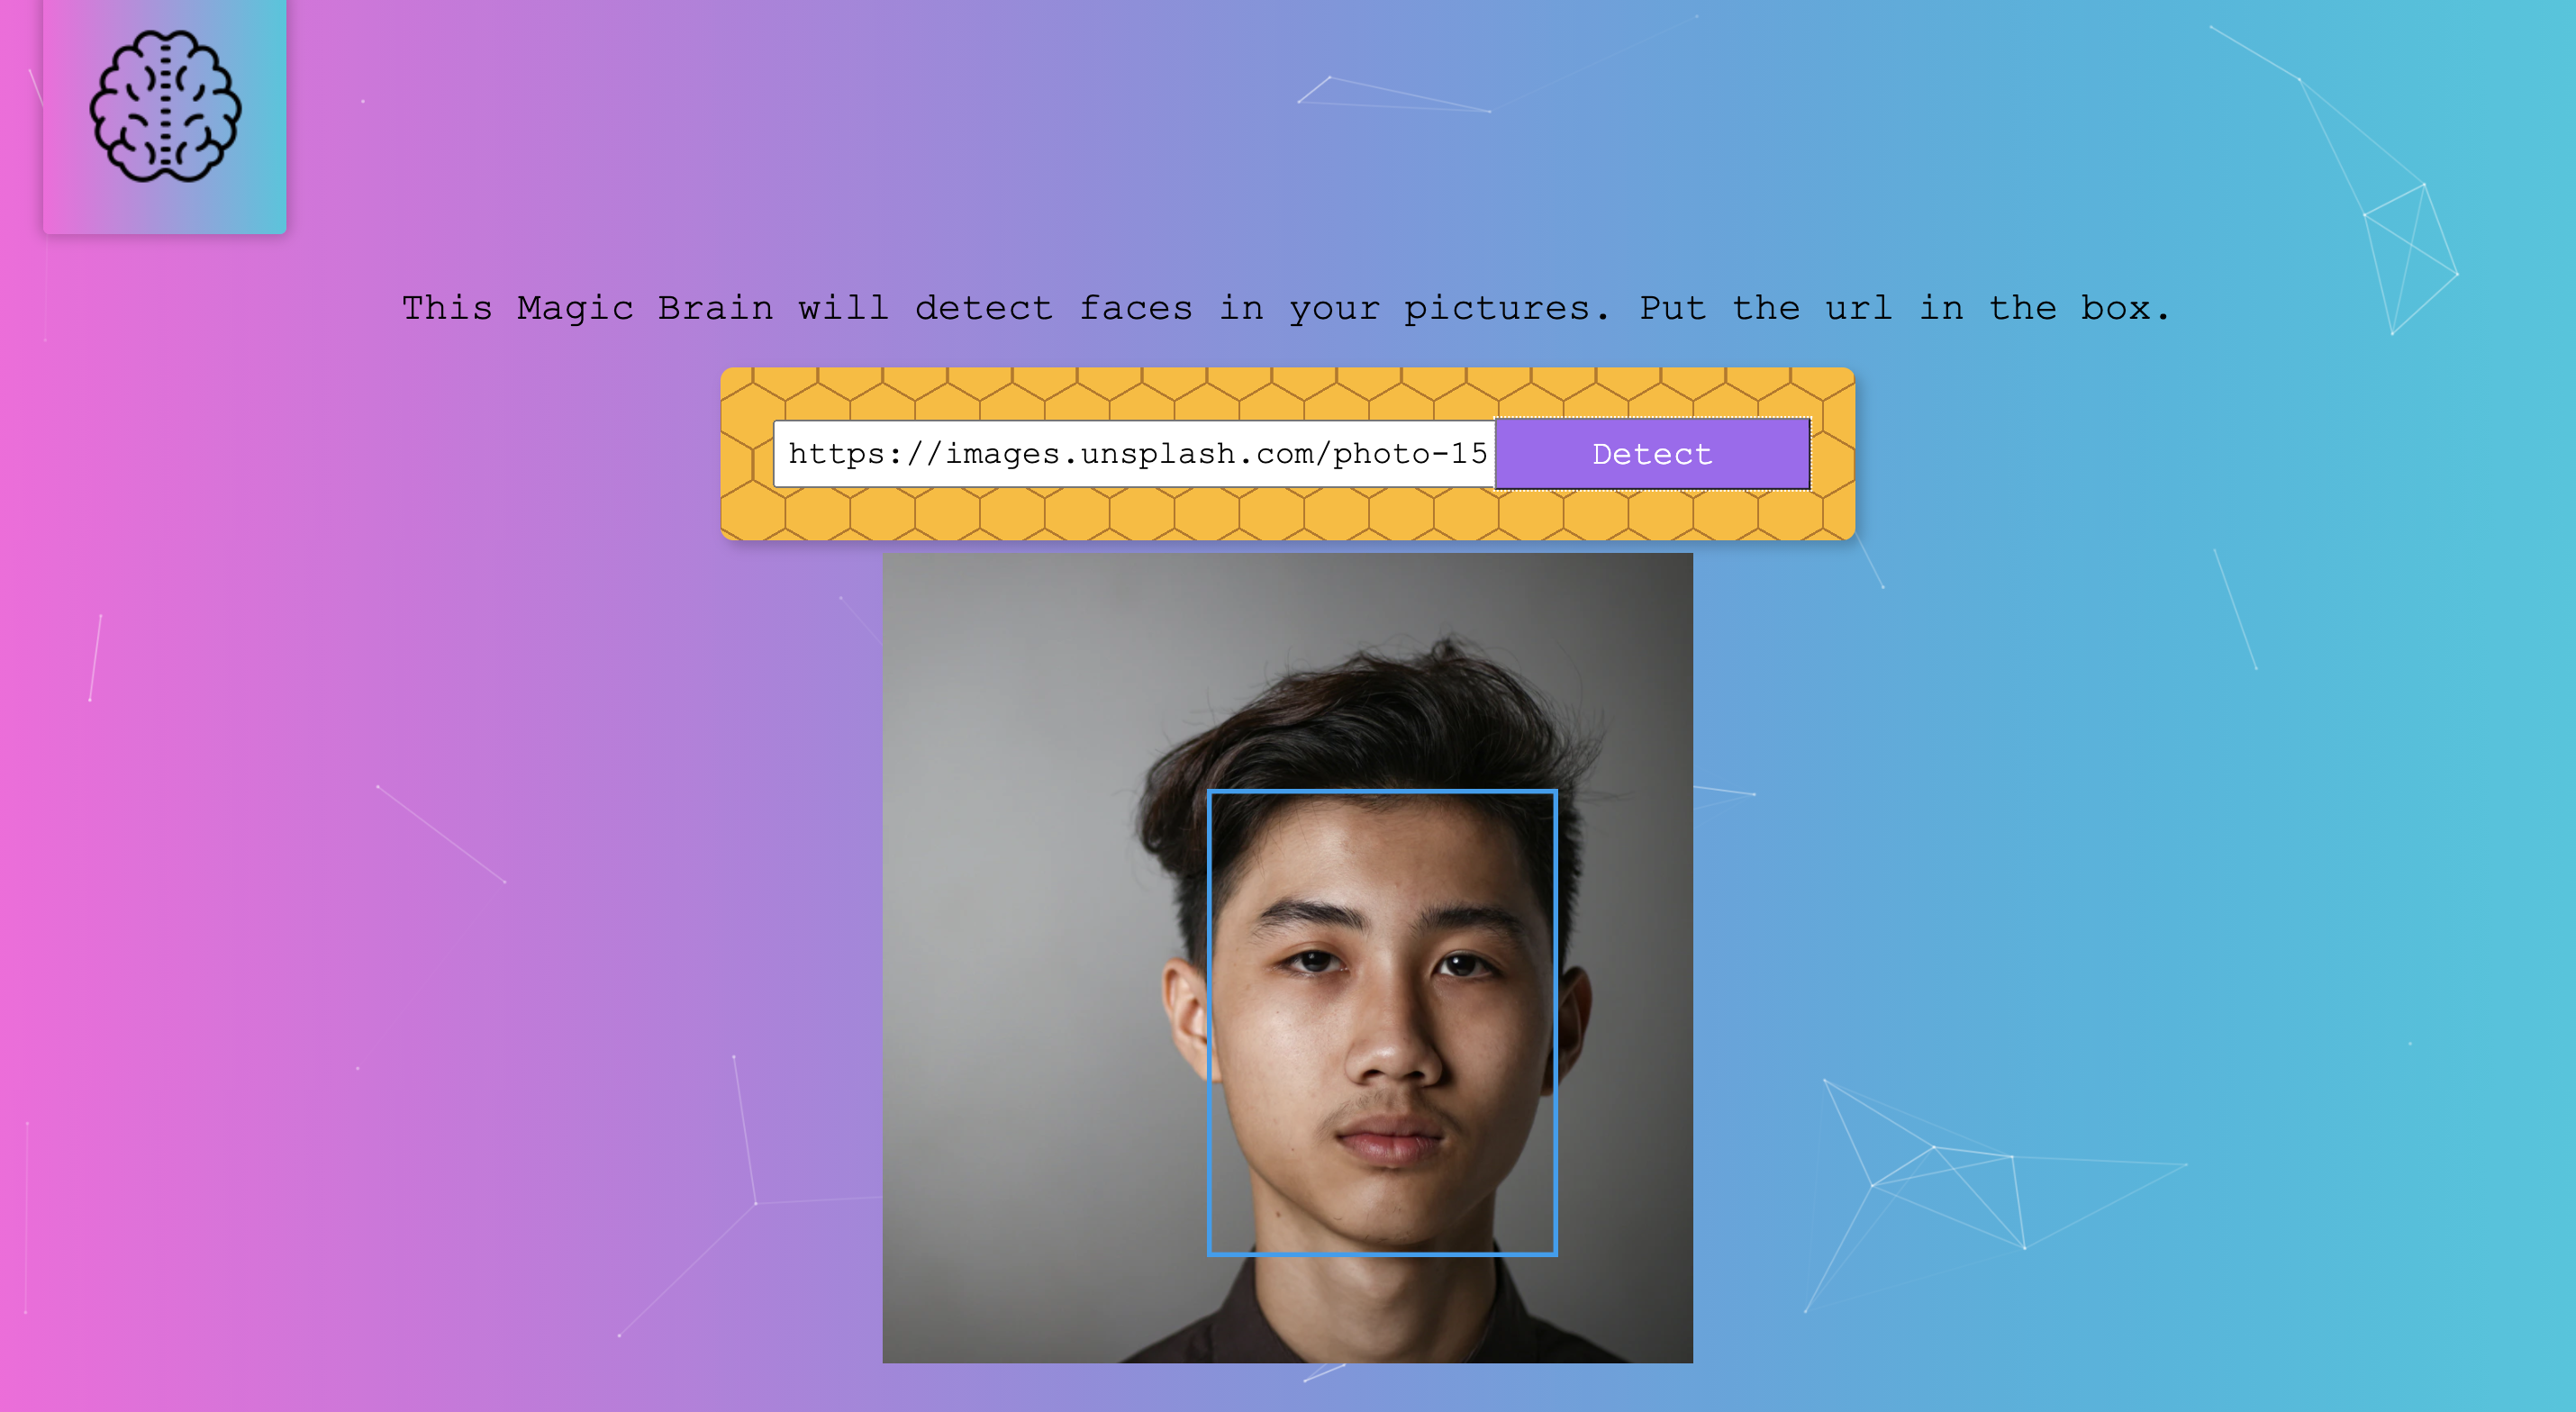 This Magic Brain will detect faces in your pictures. Put the url in the box.
https://images.unsplash.com/photo-15 Detect